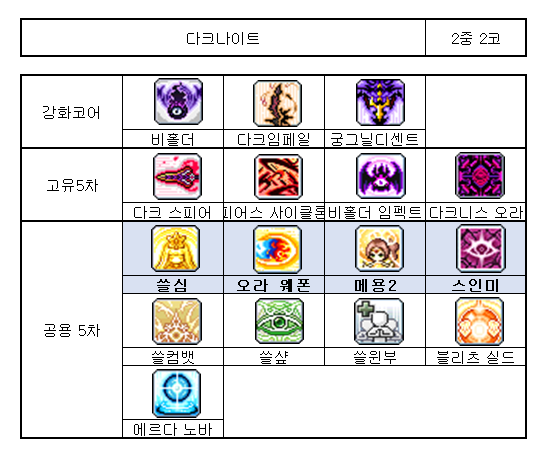 다크나이트 2중 2코
강화코어
비홀더 다크임페일 궁그닐디센트
고유5차
다크 스피어 피어스 사이클론 비홀더 임팩트 다크니스 오라
쓸심 오라 웨폰 메용2 스인미
공용 5차
쓸컴뱃 쓸샾 쓸윈부 블리츠 실드
에르다 노바